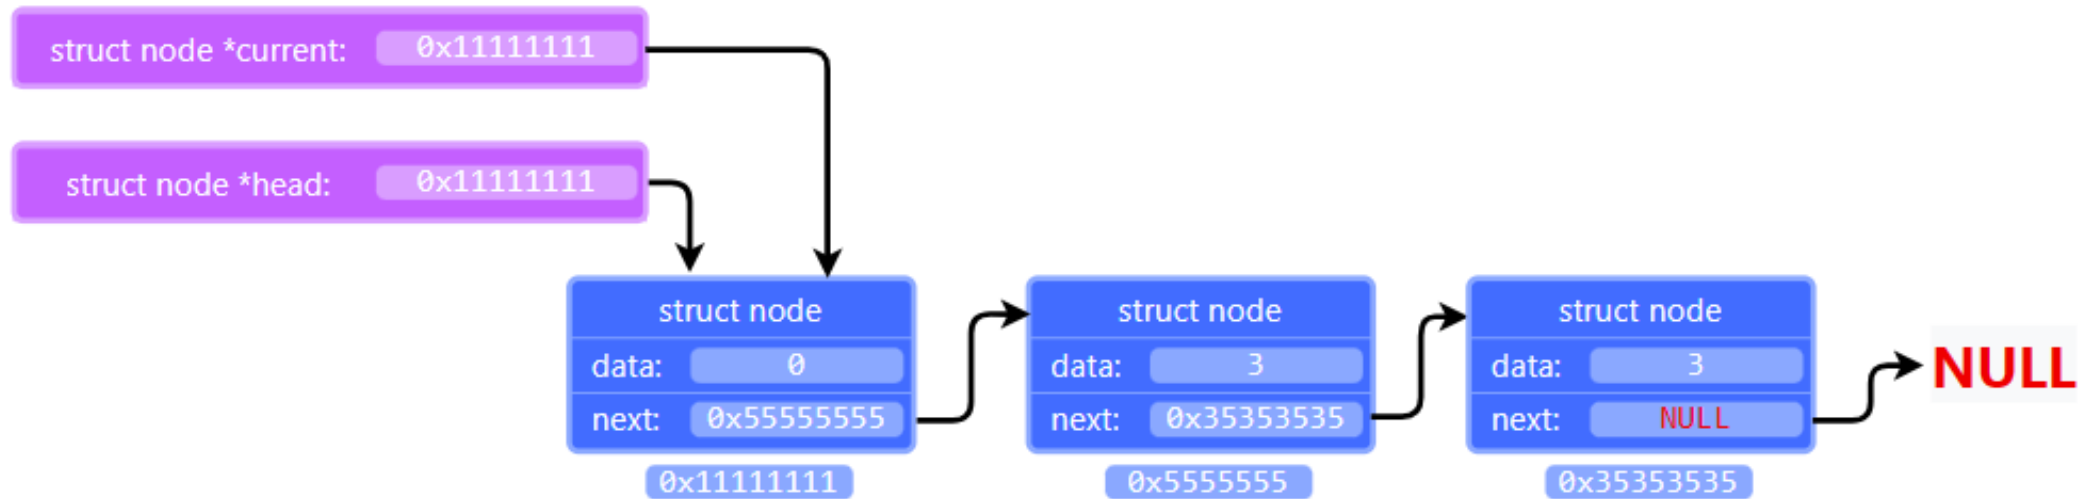 struct node *current: 0x11111111
struct node *head: 0x11111111
struct node
data: 0
next: 0x55555555
0x11111111
struct node
data: 3
next: 0x35353535
0x5555555
struct node
data: 3
next: NULL
0x35353535
NULL